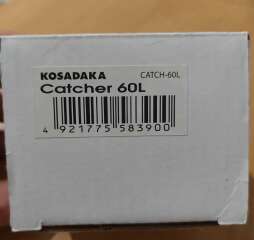 KOSADAKA CATCH-60L
Catcher 60L
4 921775 583900